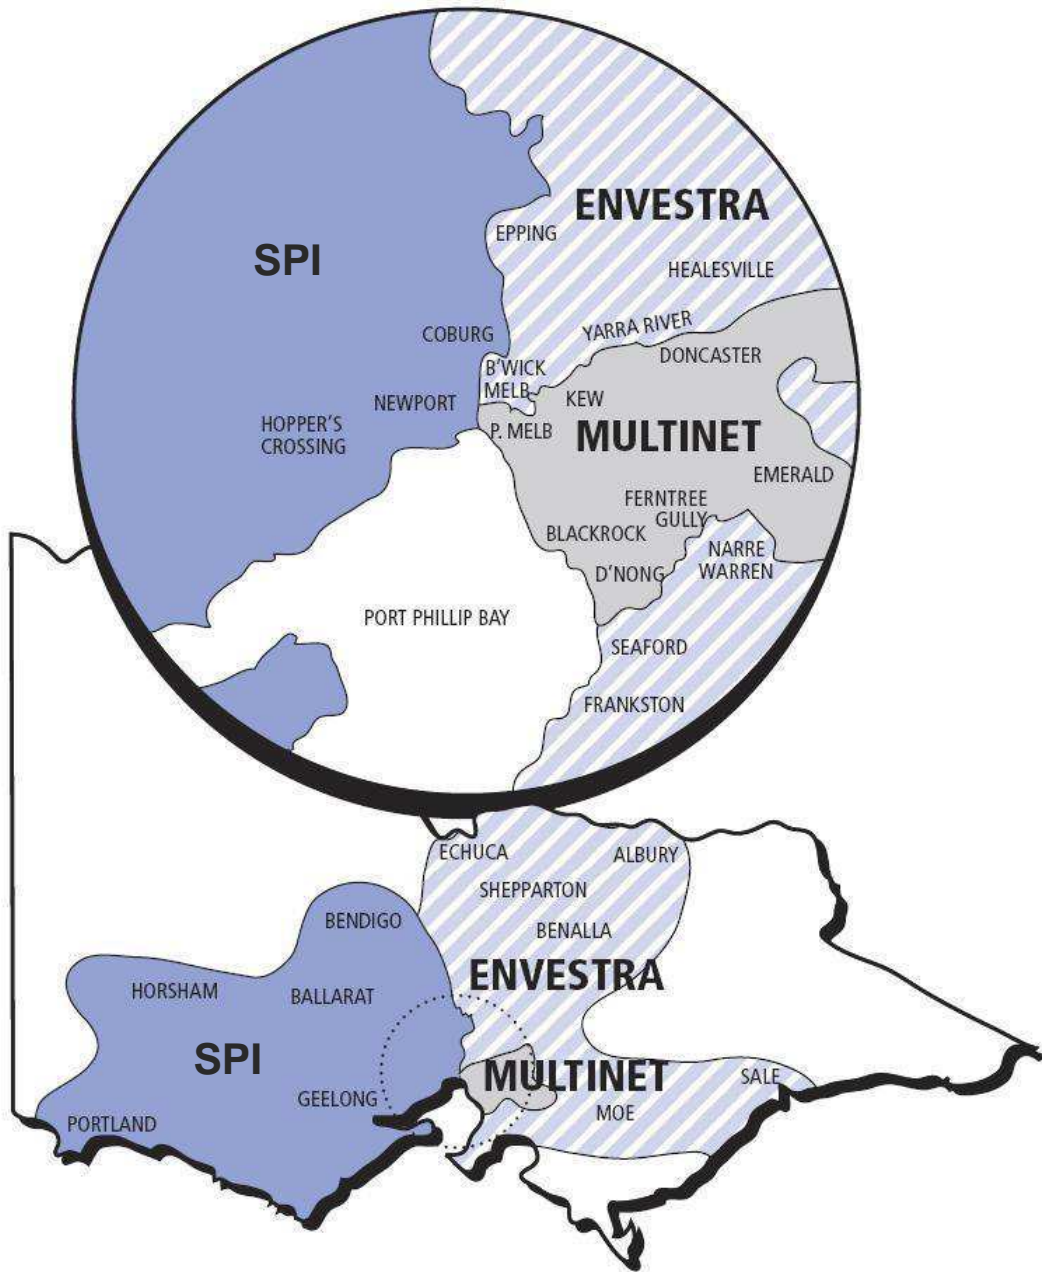 ENVESTRA
EPPING
SPI
HEALESVILLE
YARRA RIVER
COBURG
DONCASTER
B'WICK
MELB
KEW
NEWPORT
HOPPER'S
CROSSING
P. MELB
MULTINET
EMERALD
FERNTREE
GULLY
BLACKROCK
NARRE
WARREN
D'NONG
PORT PHILLIP BAY
SEAFORD
FRANKSTON
ECHUCA
ALBURY
SHEPPARTON
BENDIGO
BENALLA
ENVESTRA
HORSHAM
BALLARAT
SPI
MULTINET
SALE
GEELONG
MOE
PORTLAND